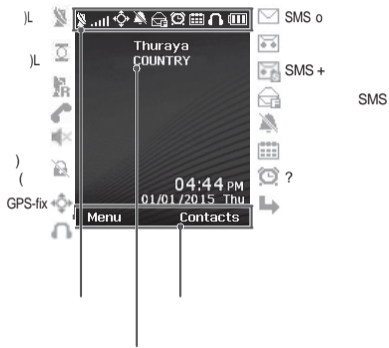 )L
SMS o
Thuraya
COUNTRY
)L
SMS +
R
SMS
)
(
?
04:44 PM
01/01/2015 Thu
GPS-fix
Menu Contacts